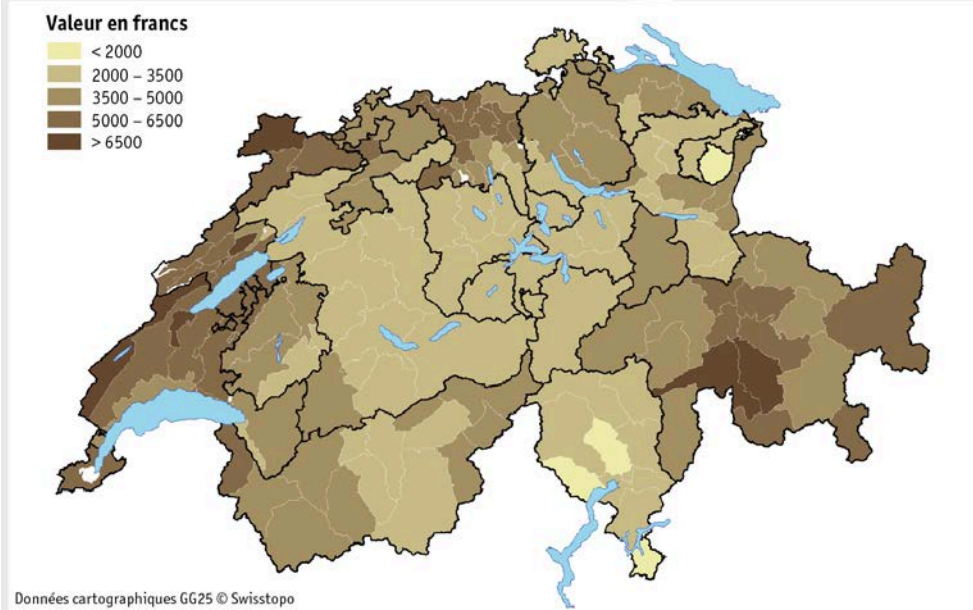 Valeur en francs
< 2000
2000 – 3500
3500 – 5000
5000 – 6500
> 6500
Données cartographiques GG25 © Swisstopo